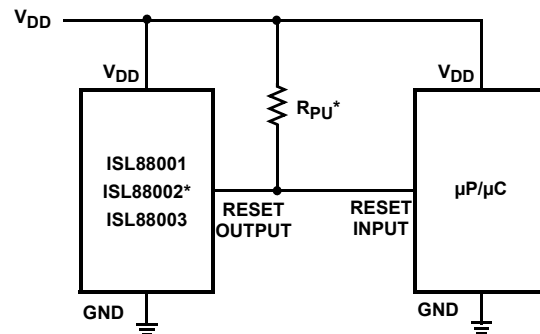 VDD
VDD
VDD
RPU*
ISL88001
ISL88002*
ISL88003
µP/µC
RESET
OUTPUT
RESET
INPUT
GND
GND